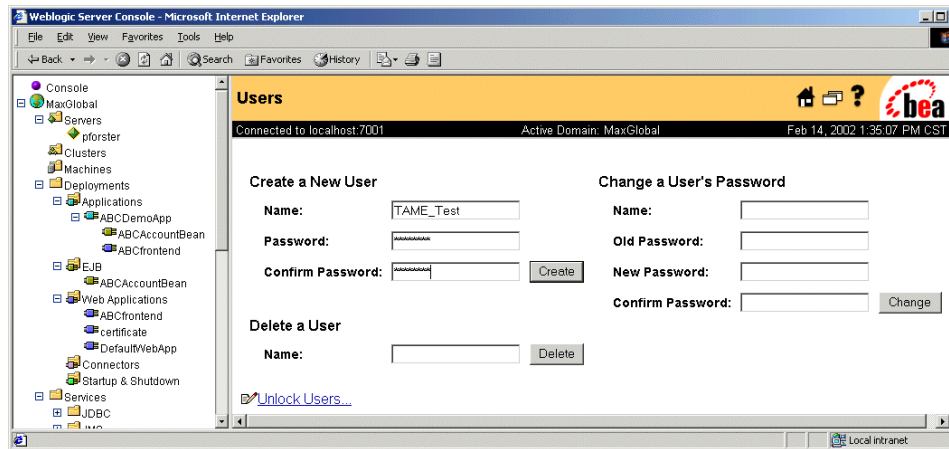 Weblogic Server Console - Microsoft Internet Explorer
File Edit View Favorites Tools Help
Back Search Favorites History
Console
MaxGlobal
Servers
pforster
Clusters
Machines
Deployments
Applications
ABCDemoApp
ABCAccountBean
ABCfrontend
EJB
ABCAccountBean
Web Applications
ABCfrontend
certificate
DefaultWebApp
Connectors
Startup & Shutdown
Services
JDBC
Users
?
bea
Connected to localhost:7001 Active Domain: MaxGlobal Feb 14, 2002 1:35:07 PM CST
Create a New User
Name: TAME_Test
Password: ********
Confirm Password: ******** Create
Delete a User
Name: Delete
Unlock Users...
Change a User's Password
Name:
Old Password:
New Password:
Confirm Password: Change
Local intranet